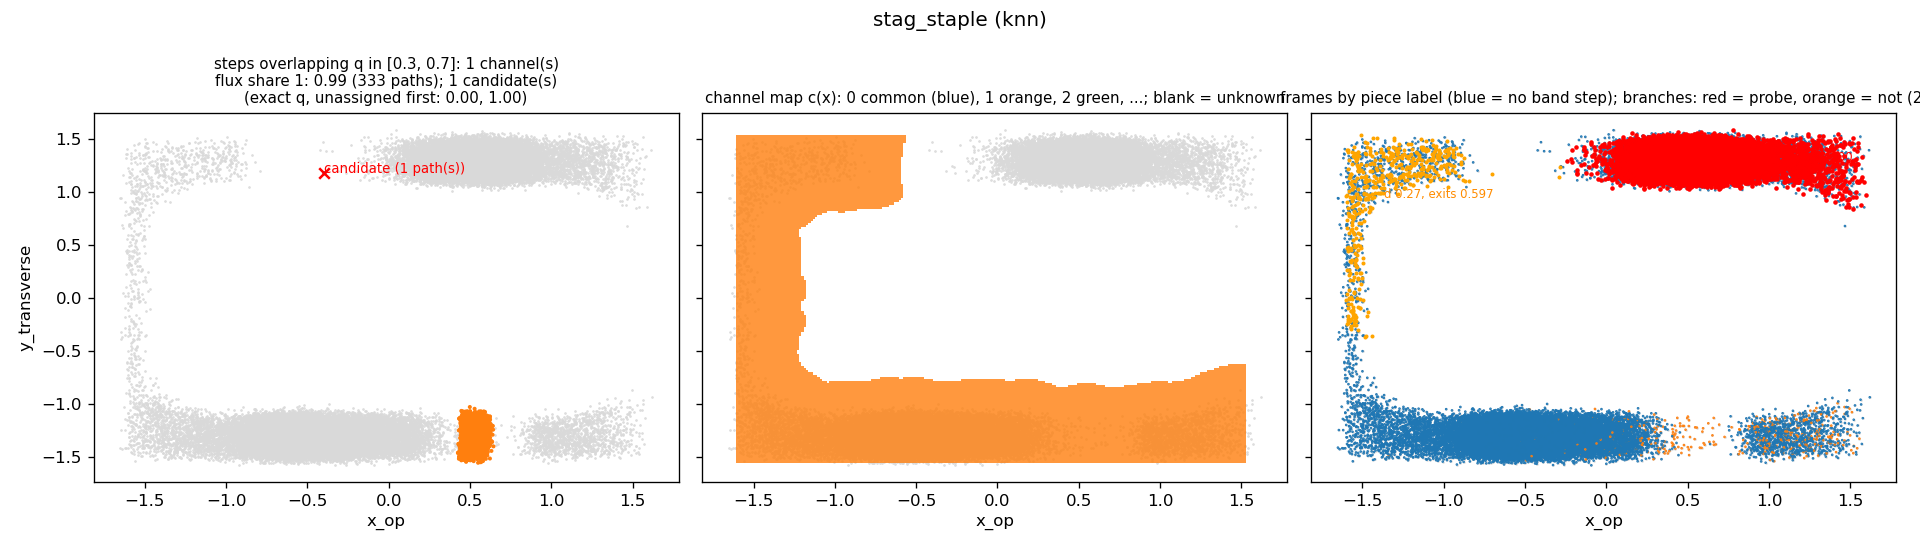 stag_staple (knn)
steps overlapping q in [0.3, 0.7]: 1 channel(s)
flux share 1: 0.99 (333 paths); 1 candidate(s)
(exact q, unassigned first: 0.00, 1.00)
channel map c(x): 0 common (blue), 1 orange, 2 green, ...; blank = unknown
frames by piece label (blue = no band step); branches: red = probe, orange = not (2
candidate (1 path(s))
0.27, exits 0.597
y_transverse
1.5
1.0
0.5
0.0
−0.5
−1.0
−1.5
−1.5 −1.0 −0.5 0.0 0.5 1.0 1.5
−1.5 −1.0 −0.5 0.0 0.5 1.0 1.5
−1.5 −1.0 −0.5 0.0 0.5 1.0 1.5
x_op
x_op
x_op